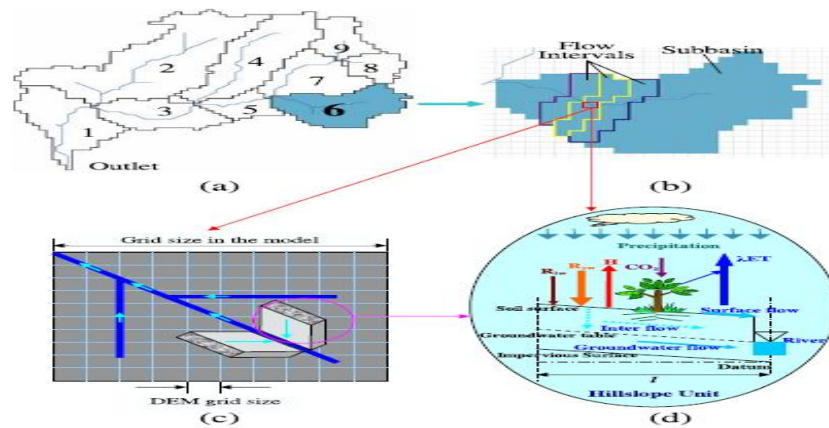 2
4
9
8
7
6
1
3
5
Outlet
(a)
Flow
Intervals
Subbasin
(b)
Grid size in the model
DEM grid size
(c)
Precipitation
H
CO₂
λET
Soil surface
Surface flow
Inter flow
Groundwater table
River
Groundwater flow
Impervious Surface
Datum
l
Hillslope Unit
(d)